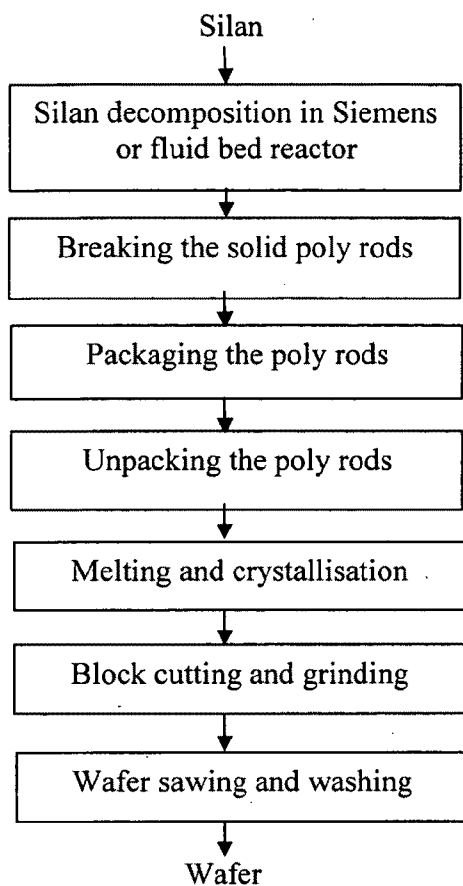 Silan
Silan decomposition in Siemens
or fluid bed reactor
Breaking the solid poly rods
Packaging the poly rods
Unpacking the poly rods
Melting and crystallisation
Block cutting and grinding
Wafer sawing and washing
Wafer